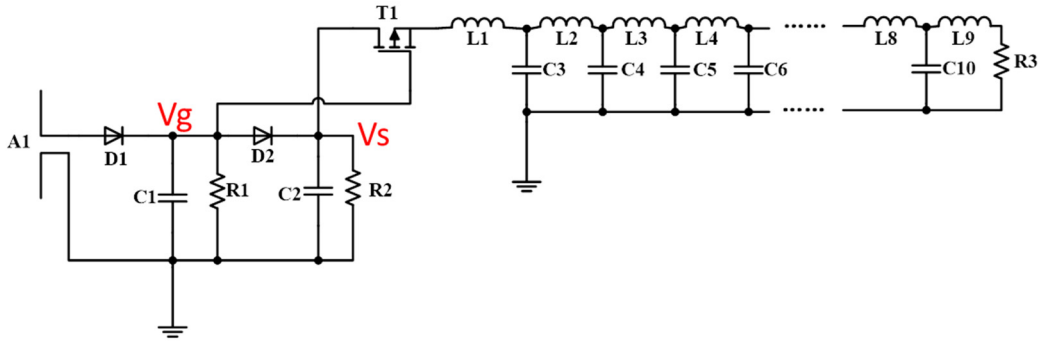 T1
L1 L2 L3 L4 ...... L8 L9
C3 C4 C5 C6 C10 R3
......
Vg Vs
A1 D1 D2
C1 R1 C2 R2